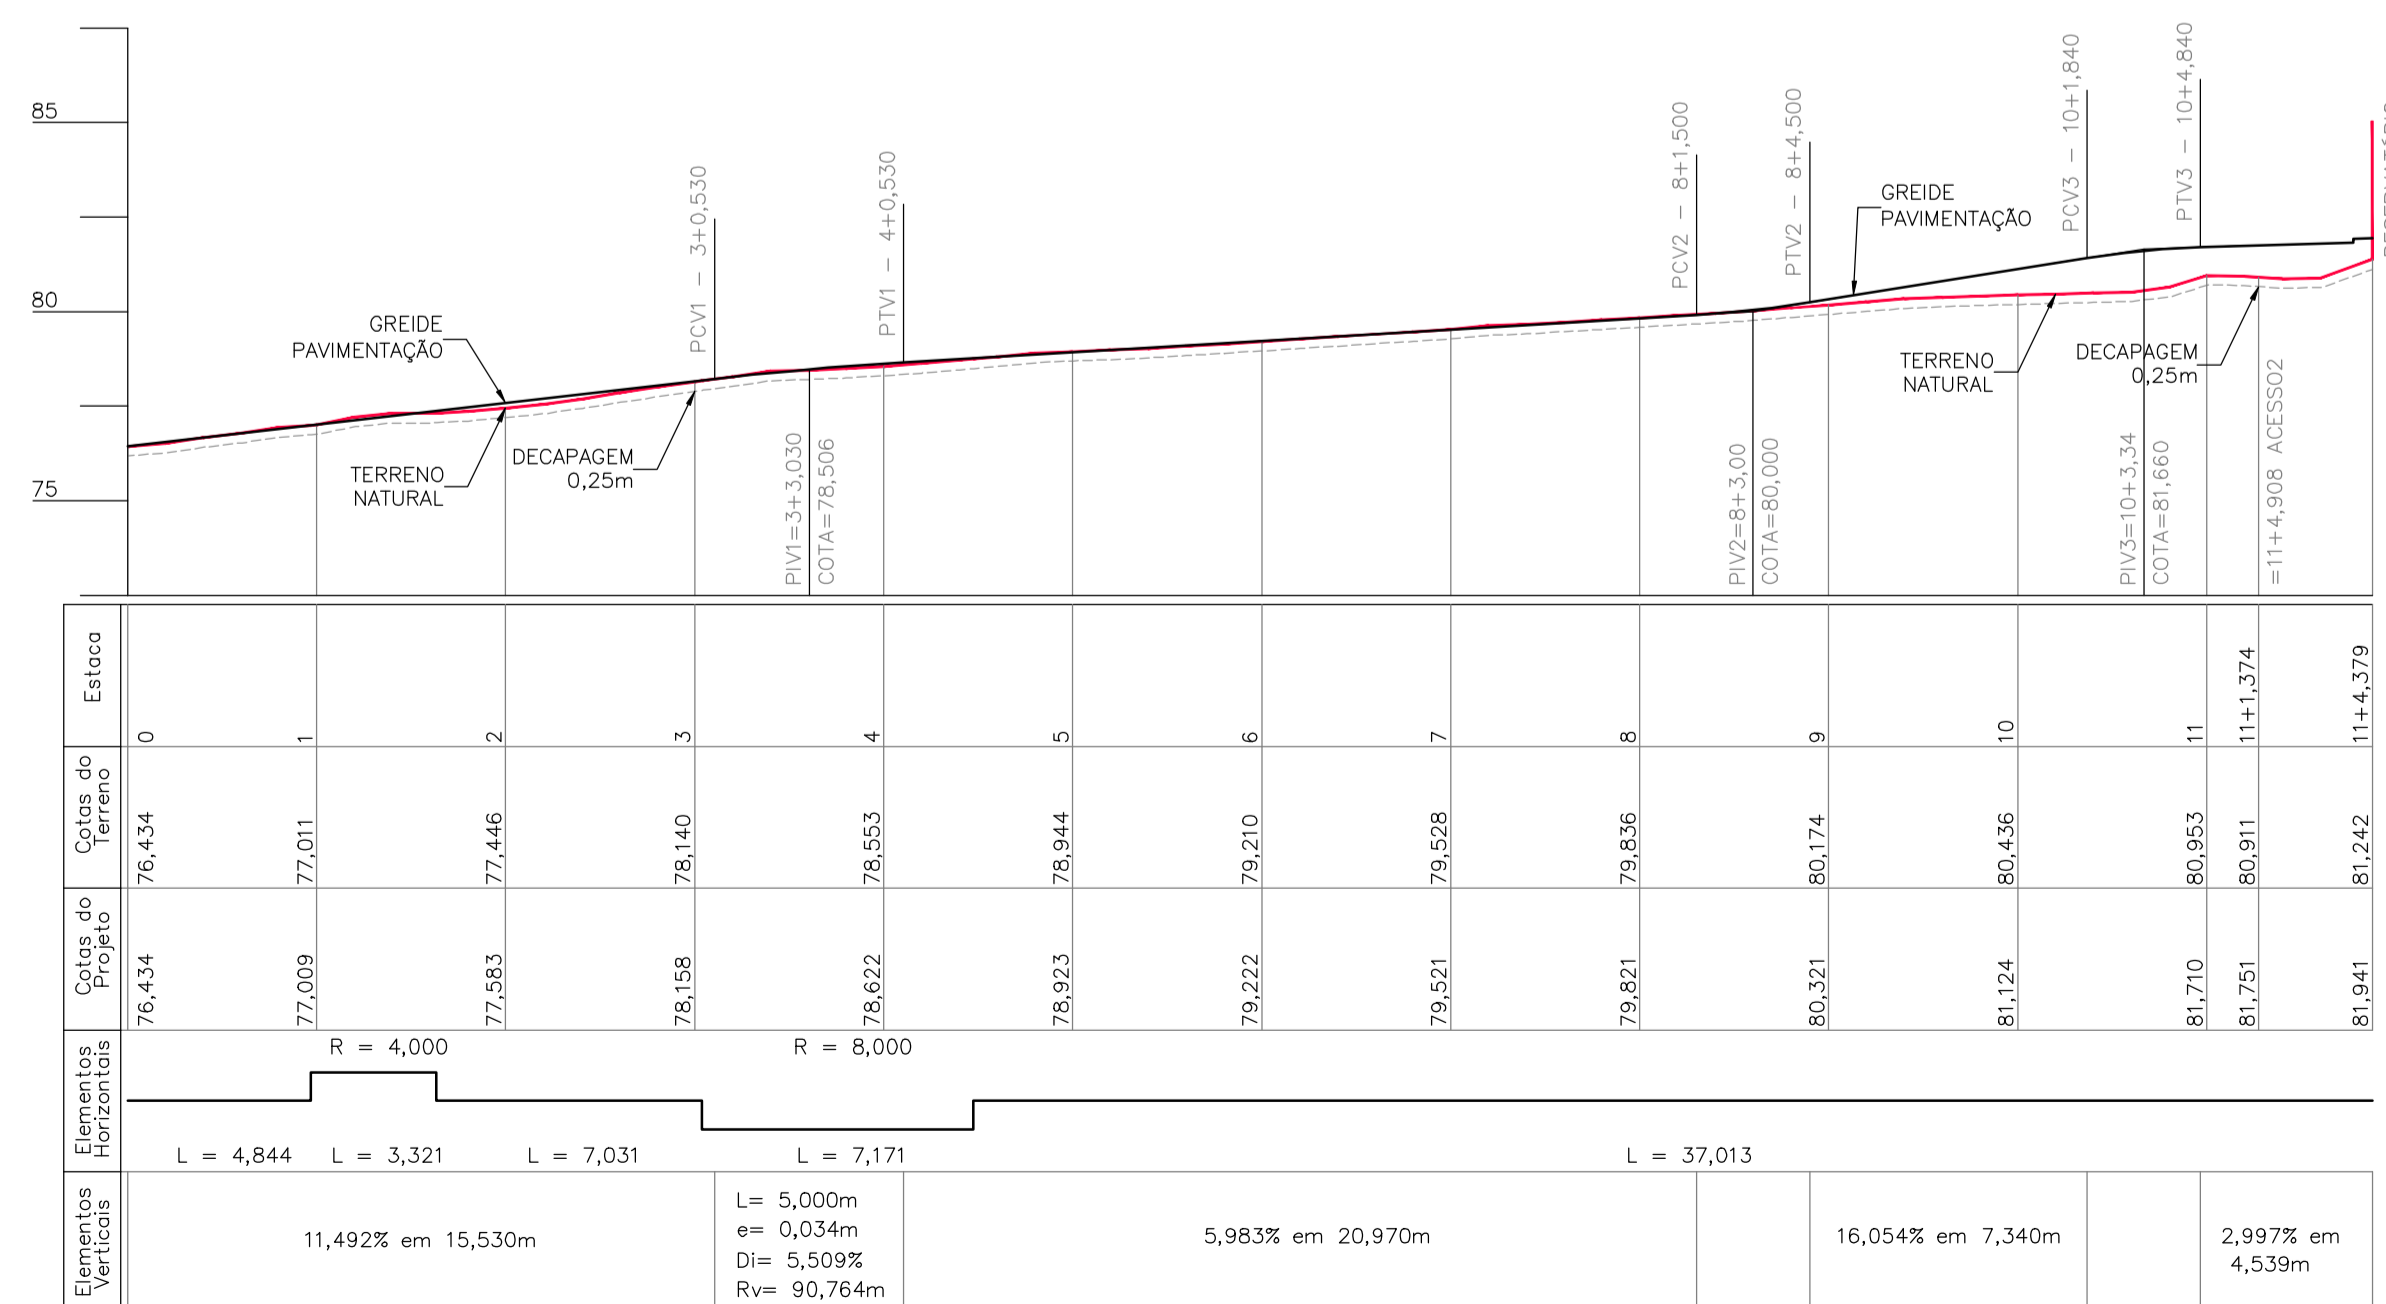 85
80
75
GREIDE
PAVIMENTAÇÃO
TERRENO
NATURAL
DECAPAGEM
0,25m
PCV1 - 3+0,530
PIV1=3+3,030
COTA=78,506
PTV1 - 4+0,530
PCV2 - 8+1,500
PIV2=8+3,00
COTA=80,000
PTV2 - 8+4,500
GREIDE
PAVIMENTAÇÃO
TERRENO
NATURAL
PCV3 - 10+1,840
DECAPAGEM
0,25m
PIV3=10+3,34
COTA=81,660
PTV3 - 10+4,840
=11+4,908 ACESSO2
Estaca
0
1
2
3
4
5
6
7
8
9
10
11
11+1,374
11+4,379
Cotas do
Terreno
76,434
77,011
77,446
78,140
78,553
78,944
79,210
79,528
79,836
80,174
80,436
80,953
80,911
81,242
Cotas do
Projeto
76,434
77,009
77,583
78,158
78,622
78,923
79,222
79,521
79,821
80,321
81,124
81,710
81,751
81,941
Elementos
Horizontais
R = 4,000
R = 8,000
L = 4,844
L = 3,321
L = 7,031
L = 7,171
L = 37,013
Elementos
Verticais
11,492% em 15,530m
L= 5,000m
e= 0,034m
Di= 5,509%
Rv= 90,764m
5,983% em 20,970m
16,054% em 7,340m
2,997% em
4,539m